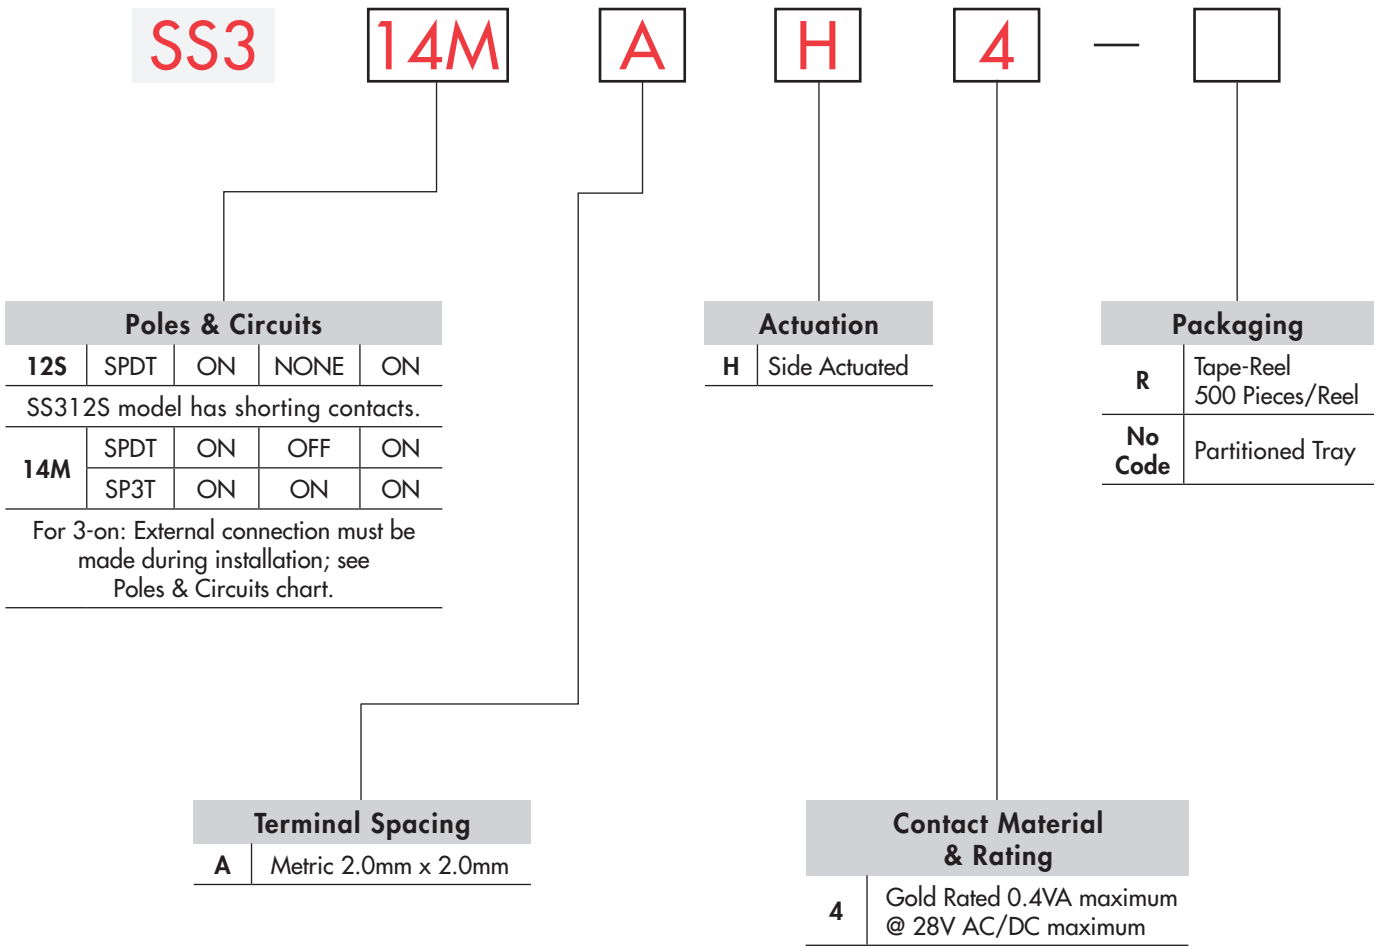 SS3 14M A H 4 —
Poles & Circuits
12S SPDT ON NONE ON
SS312S model has shorting contacts.
14M SPDT ON OFF ON
SP3T ON ON ON
For 3-on: External connection must be
made during installation; see
Poles & Circuits chart.
Actuation
H Side Actuated
Packaging
R Tape-Reel
500 Pieces/Reel
No
Code Partitioned Tray
Terminal Spacing
A Metric 2.0mm x 2.0mm
Contact Material
& Rating
4 Gold Rated 0.4VA maximum
@ 28V AC/DC maximum